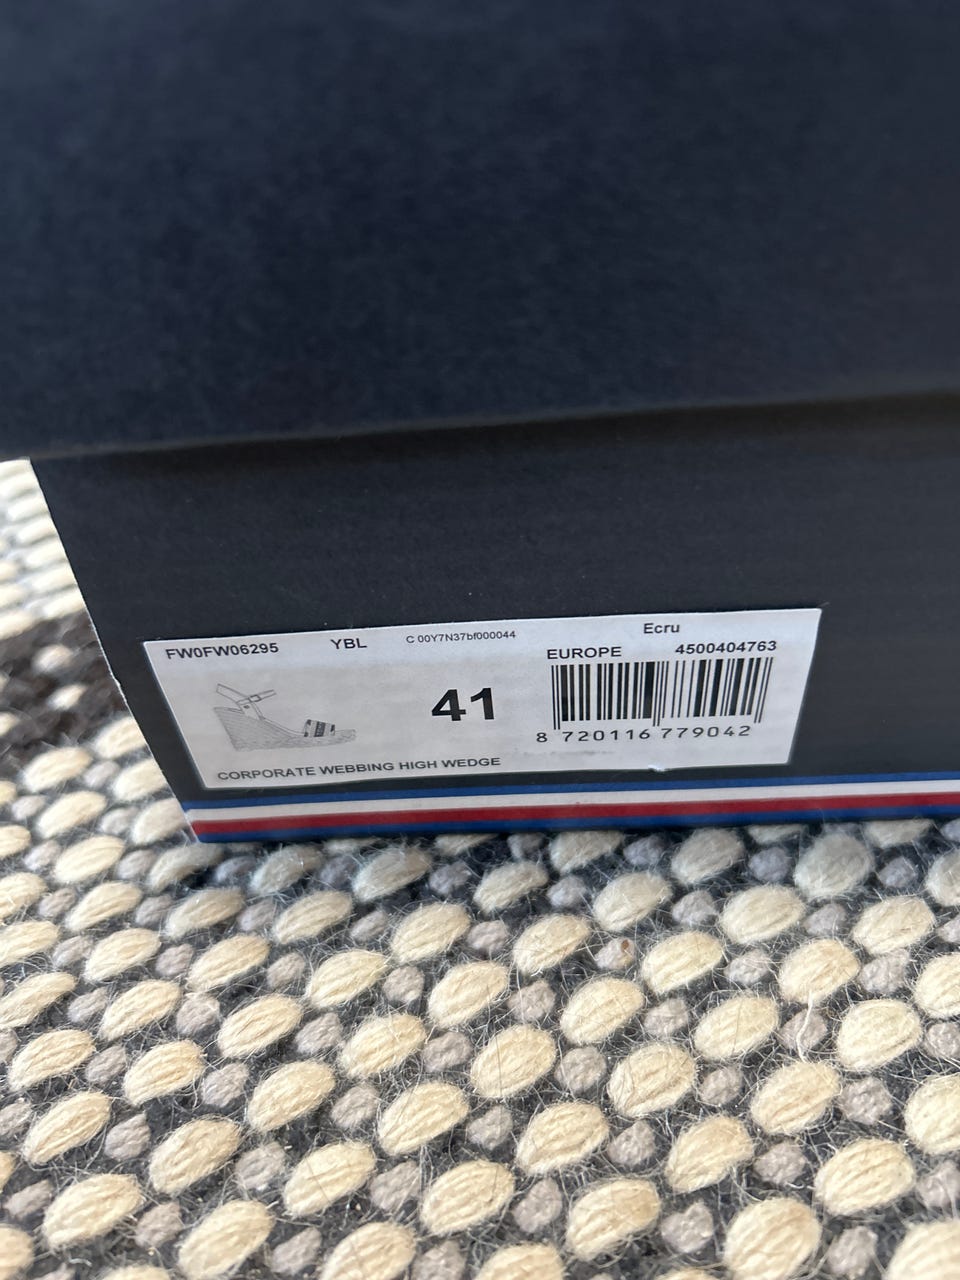 FW0FW06295 YBL C 00Y7N37bf000044 Ecru
EUROPE 4500404763
41
8 720116 779042
CORPORATE WEBBING HIGH WEDGE